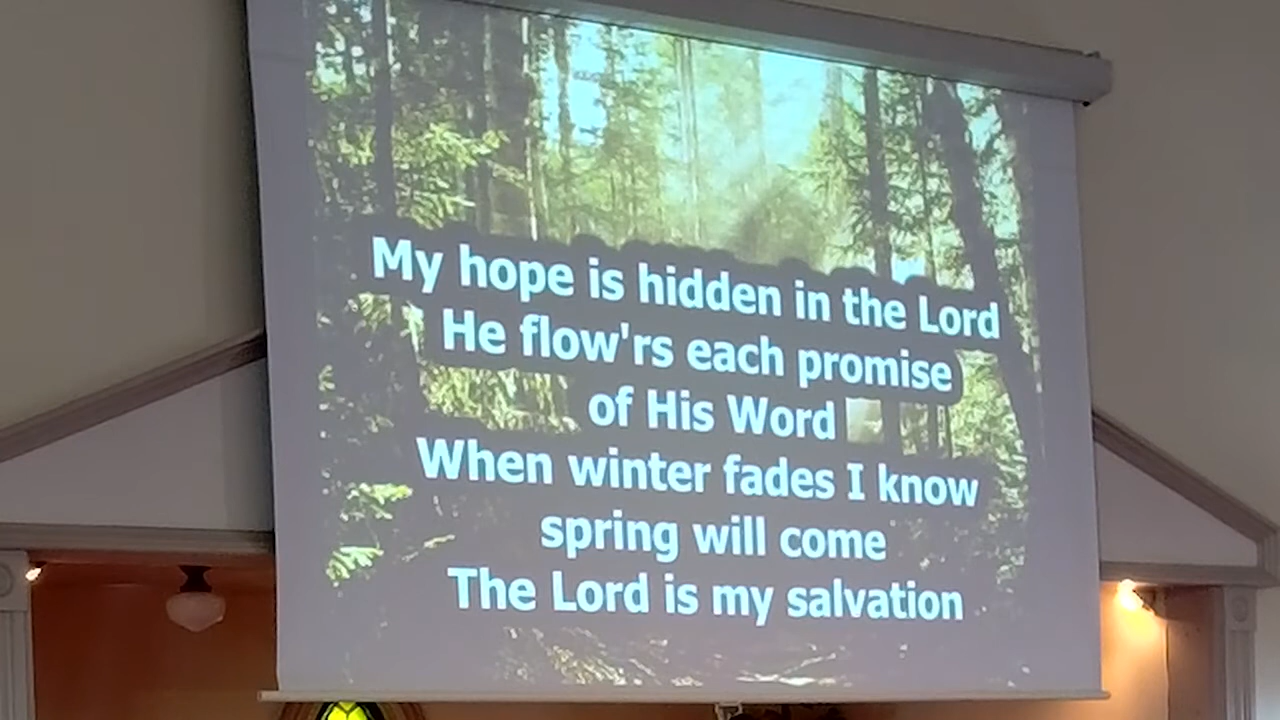 My hope is hidden in the Lord
He flow'rs each promise
of His Word
When winter fades I know
spring will come
The Lord is my salvation